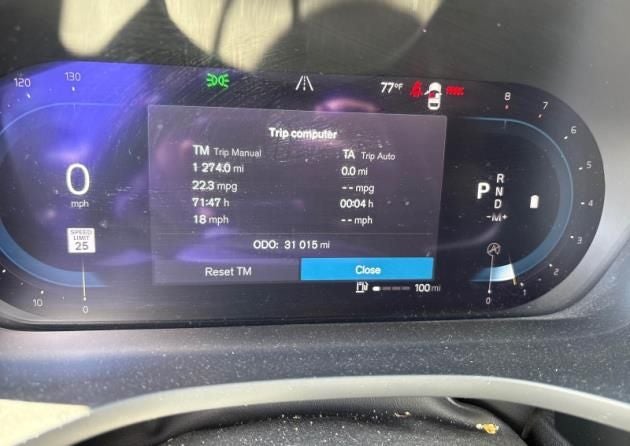 120 130
77°F
8
7
6
5
4
3
2
1
0
Trip computer
TM Trip Manual TA Trip Auto
1 274.0 mi 0.0 mi
22.3 mpg -- mpg
71:47 h 00:04 h
18 mph -- mph
ODO: 31 015 mi
Reset TM Close
0
mph
SPEED
LIMIT
25
10 0
P R
N
D
-M+
100 mi